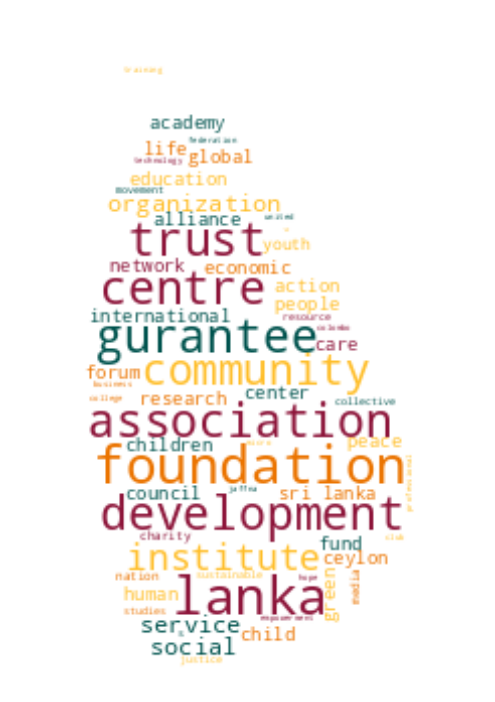 training
academy
federation
life
global
technology
education
movement
organization
alliance
united
trust
youth
network
economic
centre
action
people
international
resource
gurantee
colombo
care
forum
community
business
college
research
center
collective
association
children
peace
foundation
professional
council
jaffna
sri lanka
development
charity
club
fund
institute
ceylon
nation
sustainable
hope
media
green
human
lanka
studies
empowerment
service
child
social
justice